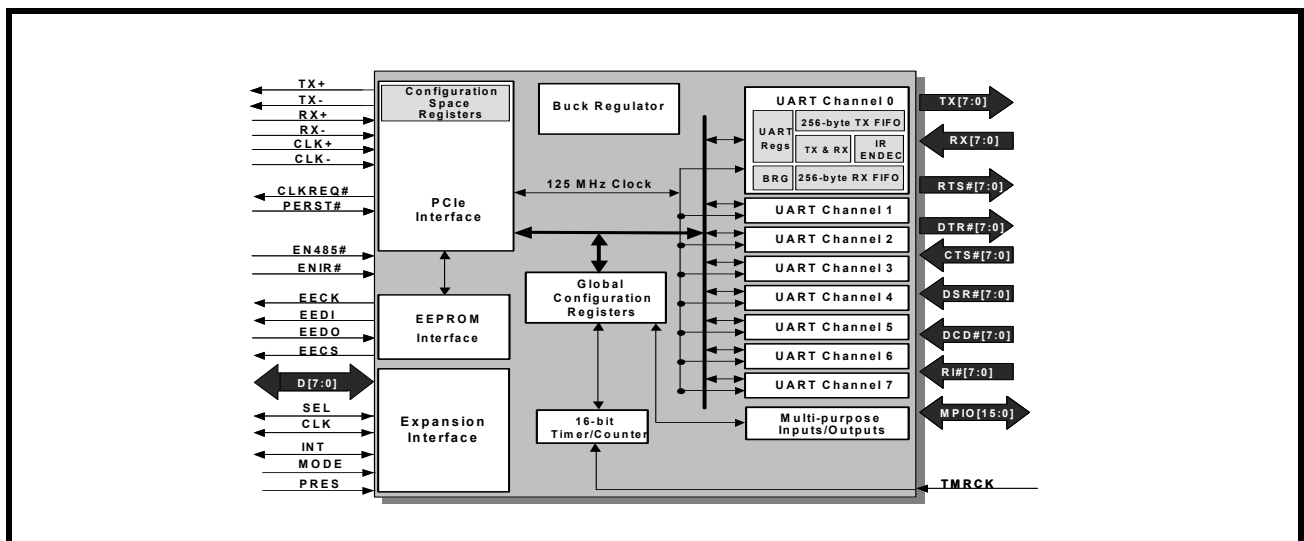 TX+
TX-
RX+
RX-
CLK+
CLK-
CLKREQ#
PERST#
EN485#
ENIR#
EECK
EEDI
EEDO
EECS
D[7:0]
SEL
CLK
INT
MODE
PRES
Configuration
Space
Registers
PCIe
Interface
EEPROM
Interface
Expansion
Interface
Buck Regulator
125 MHz Clock
Global
Configuration
Registers
16-bit
Timer/Counter
UART Channel 0
UART
Regs
256-byte TX FIFO
TX & RX
IR
ENDEC
BRG
256-byte RX FIFO
UART Channel 1
UART Channel 2
UART Channel 3
UART Channel 4
UART Channel 5
UART Channel 6
UART Channel 7
Multi-purpose
Inputs/Outputs
TX[7:0]
RX[7:0]
RTS#[7:0]
DTR#[7:0]
CTS#[7:0]
DSR#[7:0]
DCD#[7:0]
RI#[7:0]
MPIO[15:0]
TMRCK